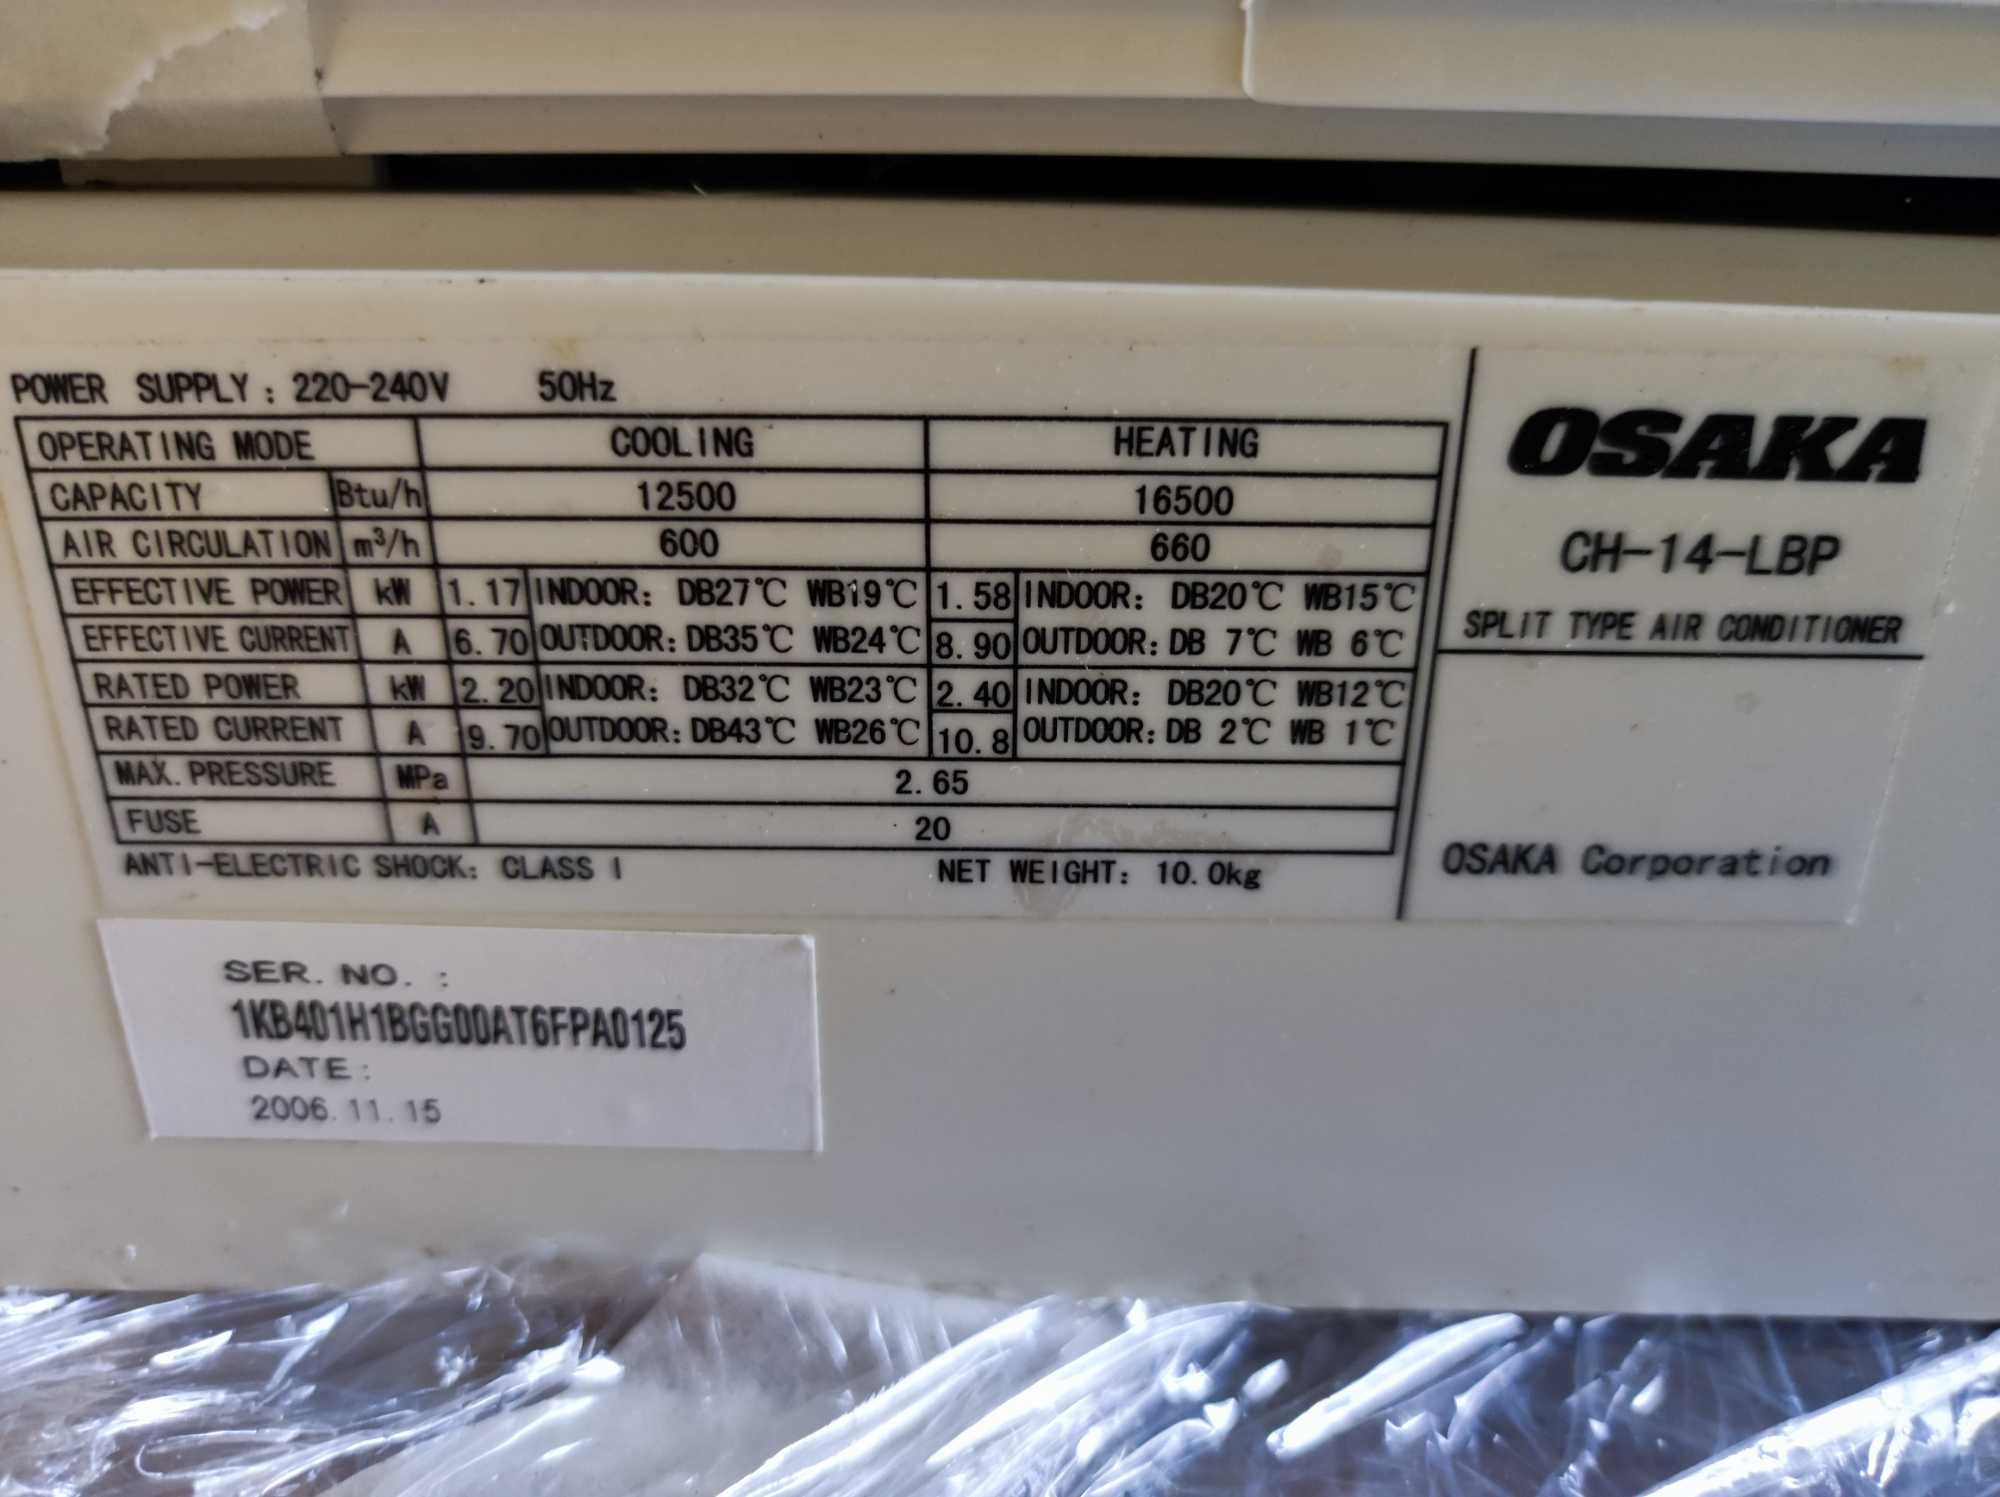 POWER SUPPLY: 220-240V 50Hz
OPERATING MODE COOLING HEATING
CAPACITY Btu/h 12500 16500
AIR CIRCULATION m³/h 600 660
EFFECTIVE POWER kW 1.17 INDOOR: DB27℃ WB19℃ 1.58 INDOOR: DB20℃ WB15℃
EFFECTIVE CURRENT A 6.70 OUTDOOR: DB35℃ WB24℃ 8.90 OUTDOOR: DB 7℃ WB 6℃
RATED POWER kW 2.20 INDOOR: DB32℃ WB23℃ 2.40 INDOOR: DB20℃ WB12℃
RATED CURRENT A 9.70 OUTDOOR: DB43℃ WB26℃ 10.8 OUTDOOR: DB 2℃ WB 1℃
MAX. PRESSURE MPa 2.65
FUSE A 20
ANTI-ELECTRIC SHOCK: CLASS I NET WEIGHT: 10.0kg
OSAKA
CH-14-LBP
SPLIT TYPE AIR CONDITIONER
OSAKA Corporation
SER. NO. :
1KB401H1BGG00AT6FPA0125
DATE:
2006.11.15